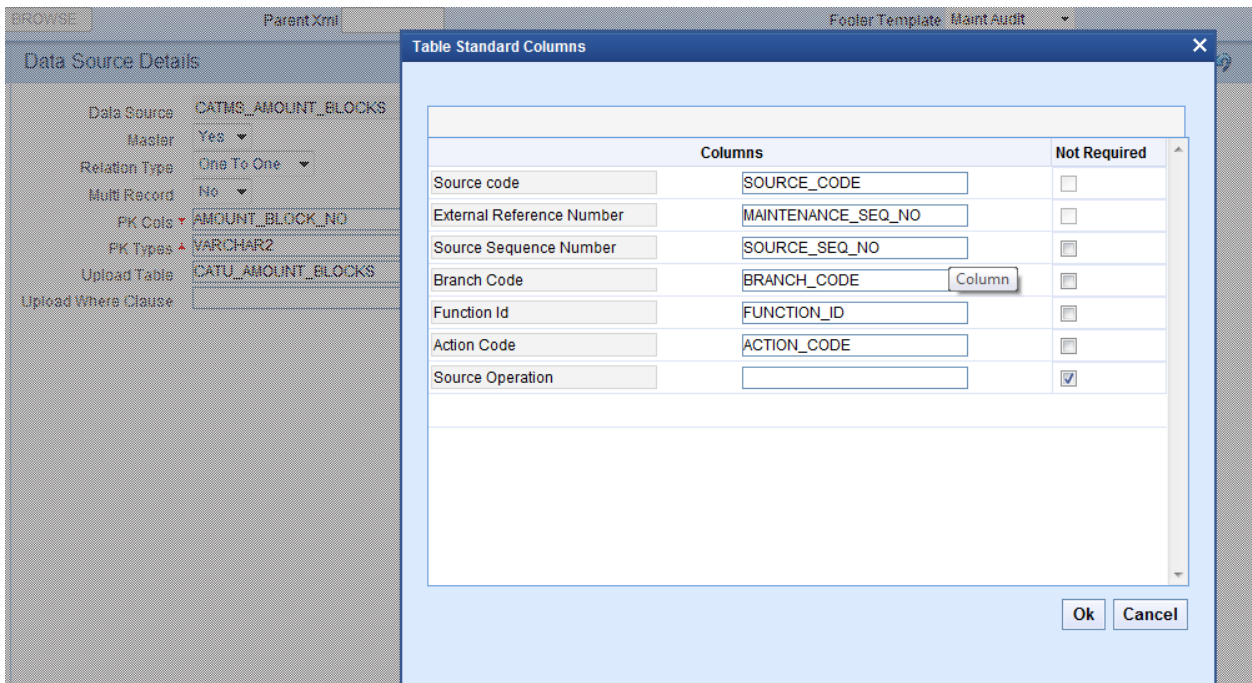 BROWSE Parent Xml Footer Template Maint Audit
Table Standard Columns
Data Source Details
Data Source CATMS_AMOUNT_BLOCKS
Master Yes
Relation Type One To One
Multi Record No
PK Cols AMOUNT_BLOCK_NO
PK Types VARCHAR2
Upload Table CATU_AMOUNT_BLOCKS
Upload Where Clause
Columns Not Required
Source code SOURCE_CODE
External Reference Number MAINTENANCE_SEQ_NO
Source Sequence Number SOURCE_SEQ_NO
Branch Code BRANCH_CODE Column
Function Id FUNCTION_ID
Action Code ACTION_CODE
Source Operation
Ok Cancel